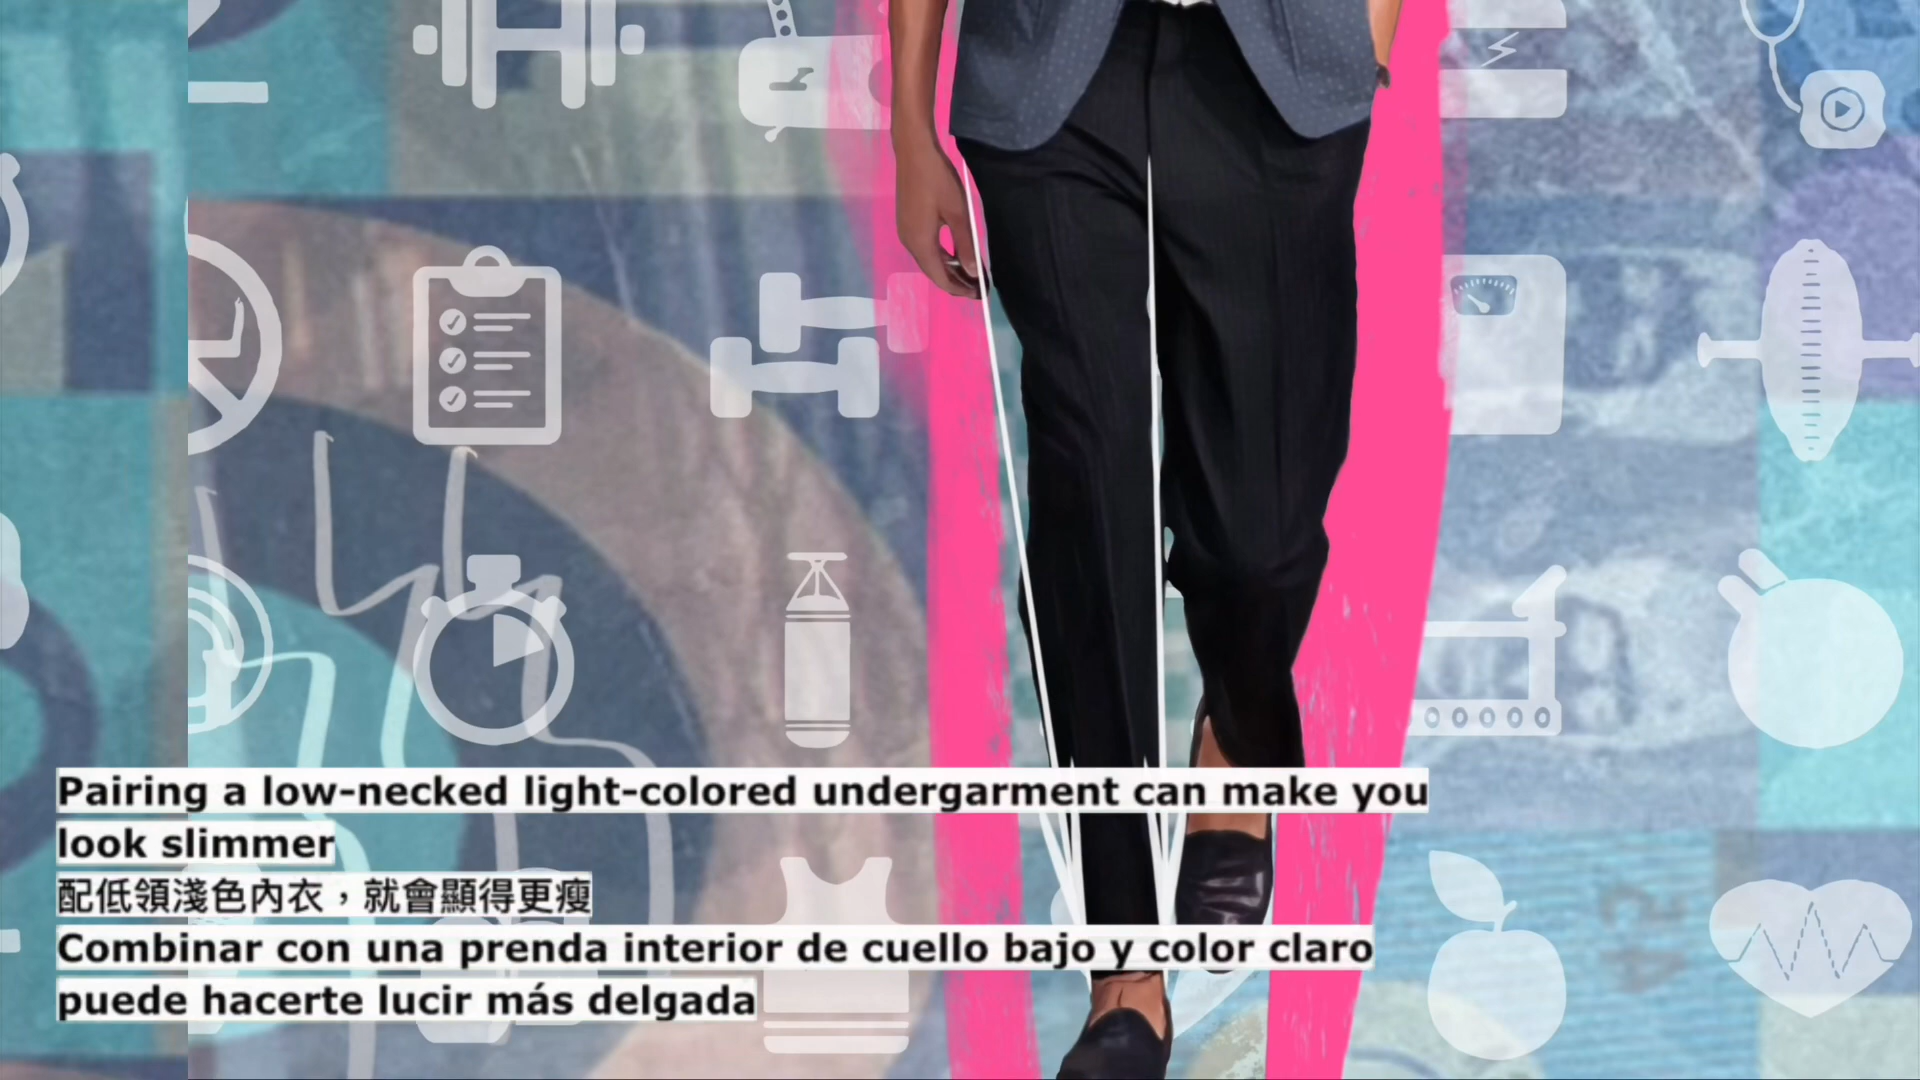 Pairing a low-necked light-colored undergarment can make you
look slimmer
配低領淺色內衣，就會顯得更瘦
Combinar con una prenda interior de cuello bajo y color claro
puede hacerte lucir más delgada